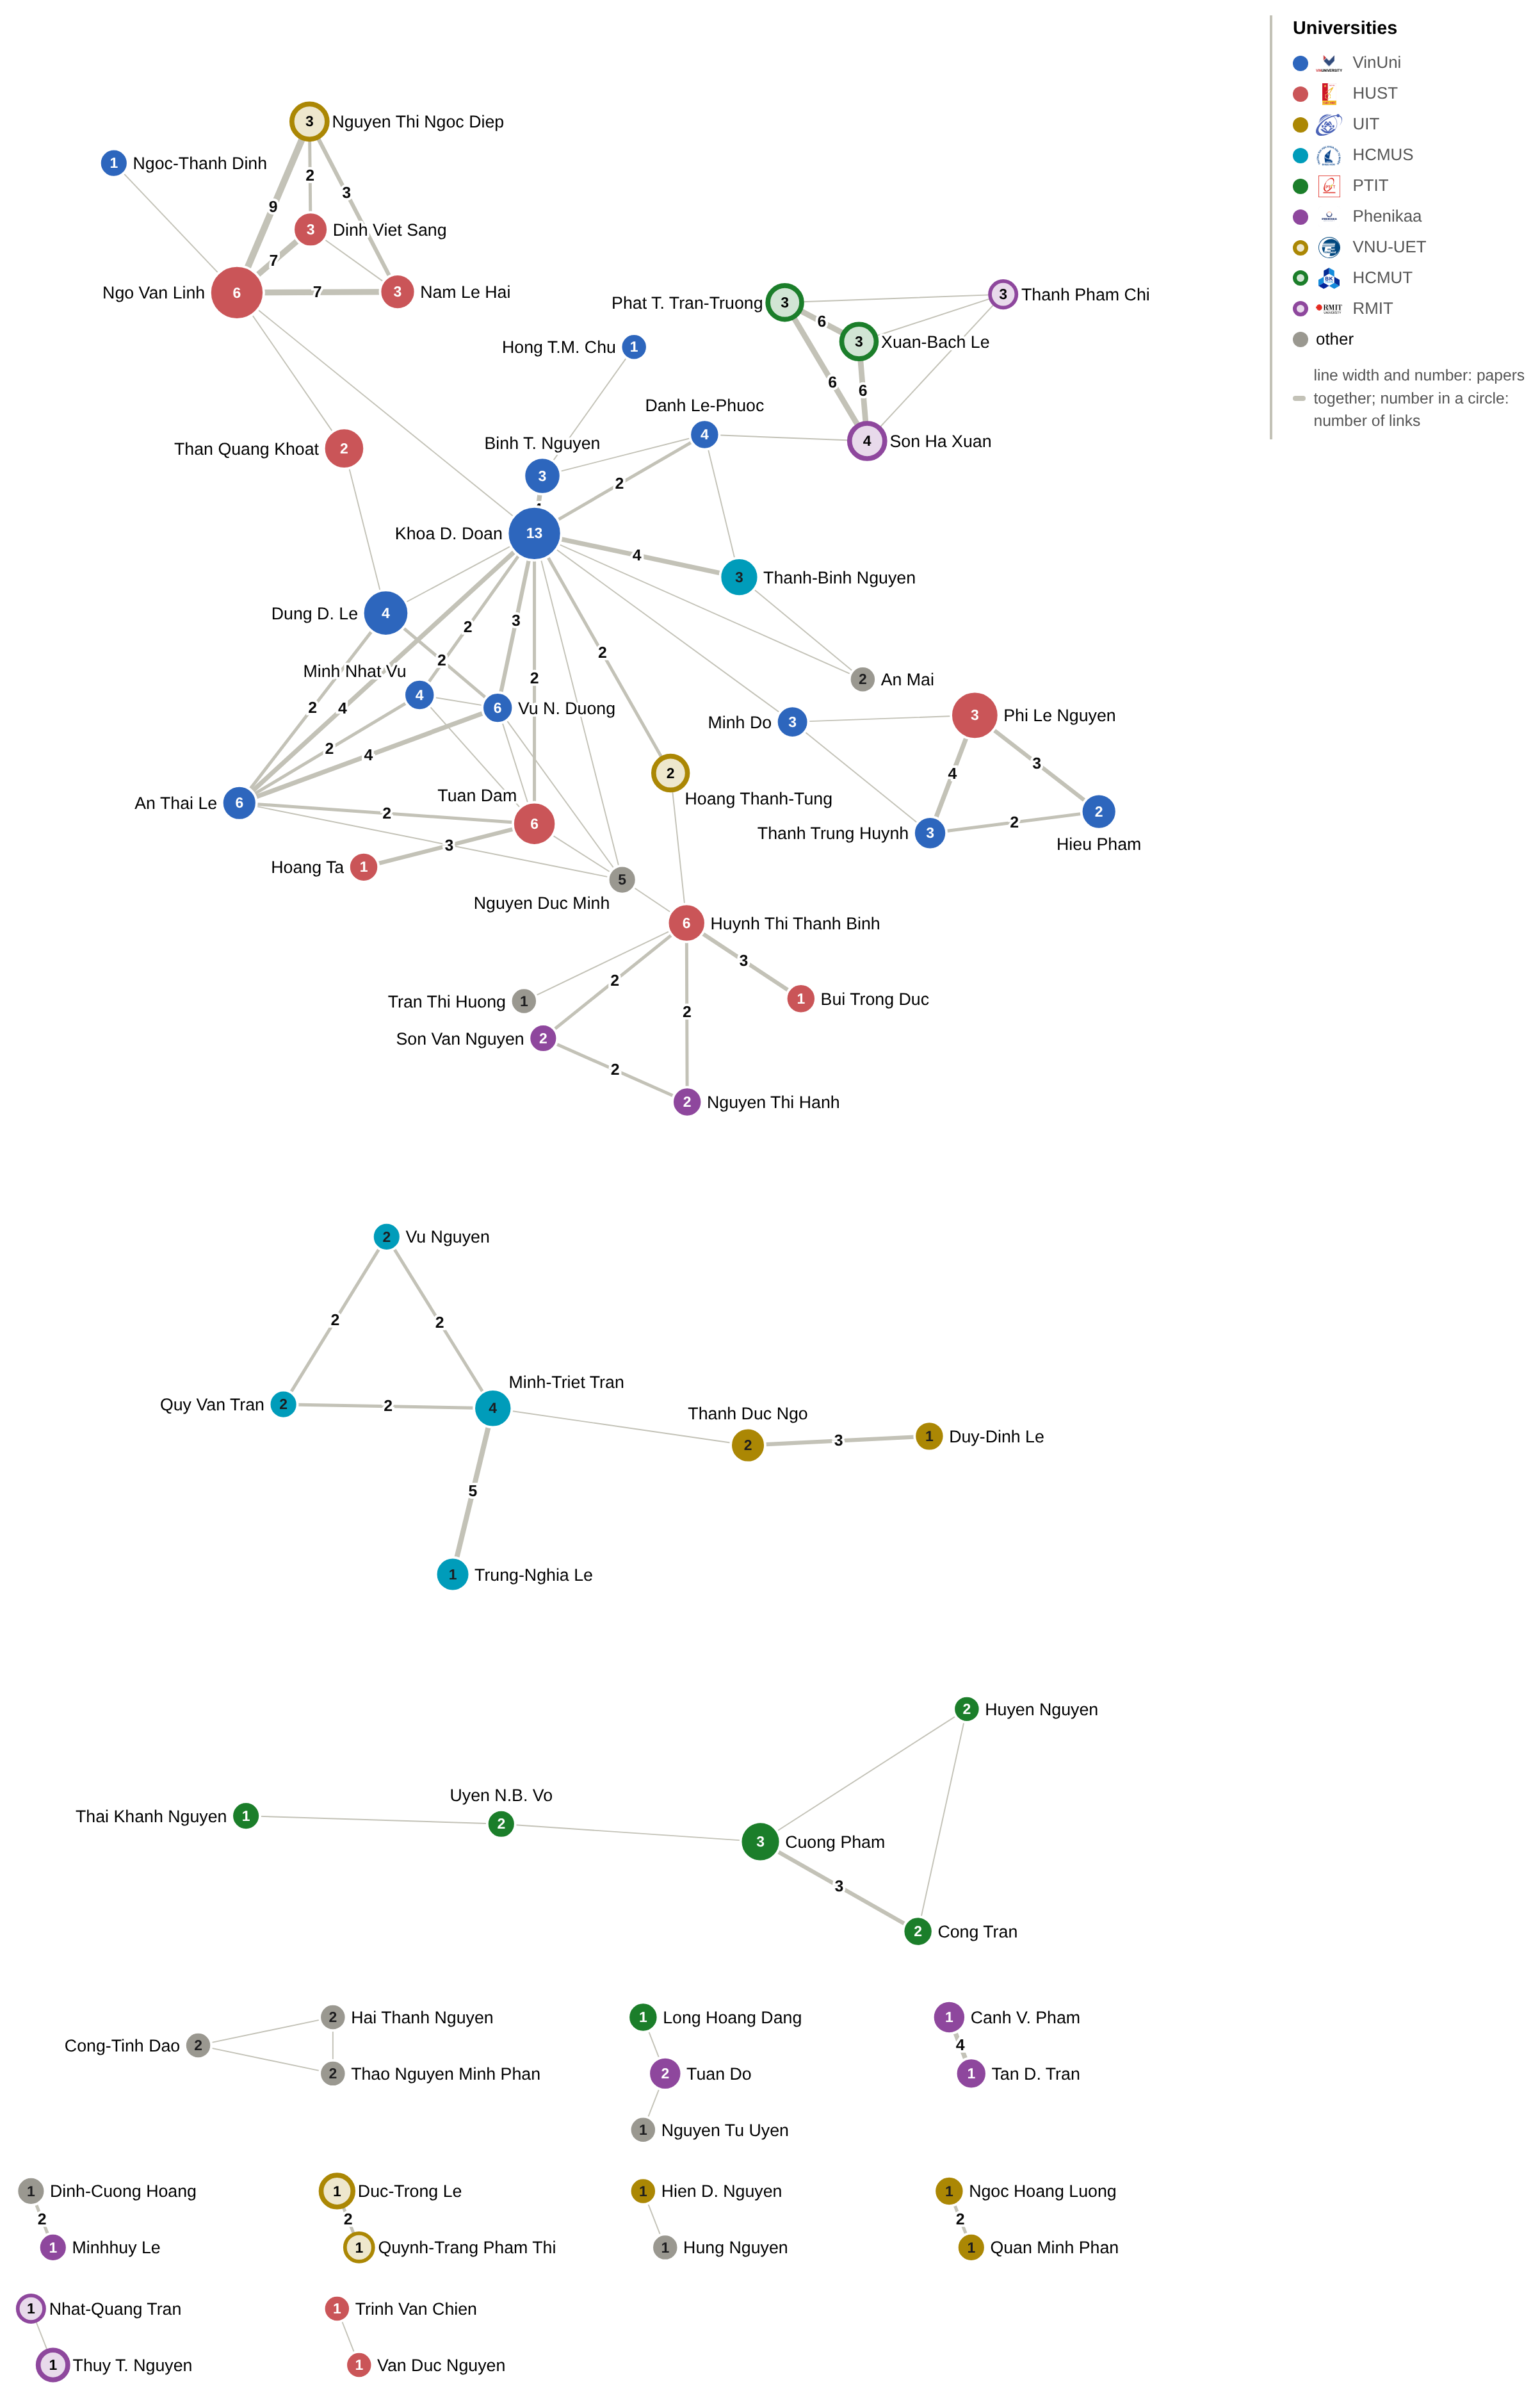 Universities
VinUni
HUST
UIT
HCMUS
PTIT
Phenikaa
VNU-UET
HCMUT
RMIT
RMIT
other
line width and number: papers
together; number in a circle:
number of links
3 Nguyen Thi Ngoc Diep
1 Ngoc-Thanh Dinh
2
3
9
3 Dinh Viet Sang
7
Ngo Van Linh 6
7
3 Nam Le Hai
Phat T. Tran-Truong 3
3 Thanh Pham Chi
6
3 Xuan-Bach Le
Hong T.M. Chu 1
6
6
Danh Le-Phuoc
4
4 Son Ha Xuan
Binh T. Nguyen
3
Than Quang Khoat 2
2
Khoa D. Doan 13
4
3 Thanh-Binh Nguyen
Dung D. Le 4
3
2
2
2
Minh Nhat Vu
4
2
2 An Mai
2
4
6 Vu N. Duong
Minh Do 3
3 Phi Le Nguyen
2
4
3
4
2
Hoang Thanh-Tung
Tuan Dam
An Thai Le 6
2
6
Thanh Trung Huynh 3
2
2
Hieu Pham
3
Hoang Ta 1
5
Nguyen Duc Minh
6 Huynh Thi Thanh Binh
3
2
Tran Thi Huong 1
1 Bui Trong Duc
2
Son Van Nguyen 2
2
2 Nguyen Thi Hanh
2 Vu Nguyen
2
2
Minh-Triet Tran
Quy Van Tran 2
2
4
Thanh Duc Ngo
2
3
1 Duy-Dinh Le
5
1 Trung-Nghia Le
2 Huyen Nguyen
Uyen N.B. Vo
Thai Khanh Nguyen 1
2
3 Cuong Pham
3
2 Cong Tran
2 Hai Thanh Nguyen
Cong-Tinh Dao 2
2 Thao Nguyen Minh Phan
1 Long Hoang Dang
2 Tuan Do
1 Nguyen Tu Uyen
1 Canh V. Pham
4
1 Tan D. Tran
1 Dinh-Cuong Hoang
2
1 Minhhuy Le
1 Duc-Trong Le
2
1 Quynh-Trang Pham Thi
1 Hien D. Nguyen
1 Hung Nguyen
1 Ngoc Hoang Luong
2
1 Quan Minh Phan
1 Nhat-Quang Tran
1 Thuy T. Nguyen
1 Trinh Van Chien
1 Van Duc Nguyen